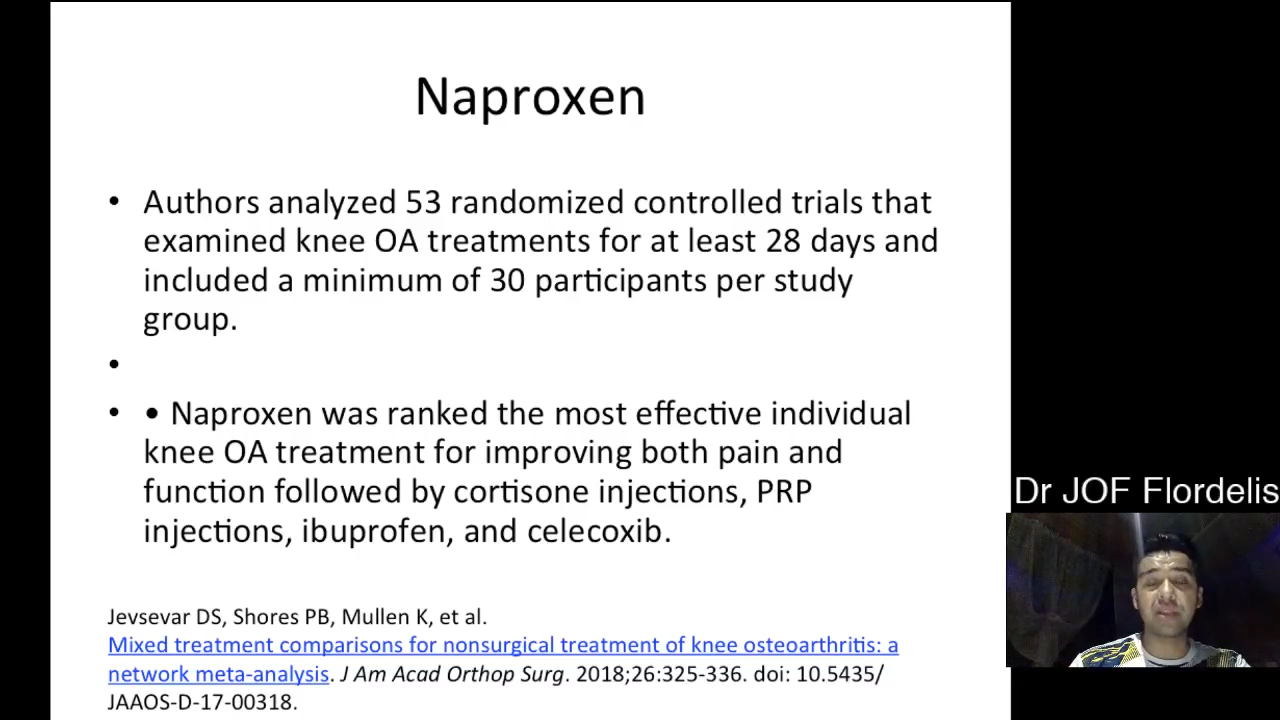 Naproxen
• Authors analyzed 53 randomized controlled trials that
examined knee OA treatments for at least 28 days and
included a minimum of 30 participants per study
group.
•
• • Naproxen was ranked the most effective individual
knee OA treatment for improving both pain and
function followed by cortisone injections, PRP
injections, ibuprofen, and celecoxib.
Jevsevar DS, Shores PB, Mullen K, et al.
Mixed treatment comparisons for nonsurgical treatment of knee osteoarthritis: a
network meta-analysis. J Am Acad Orthop Surg. 2018;26:325-336. doi: 10.5435/
JAAOS-D-17-00318.
Dr JOF Flordelis